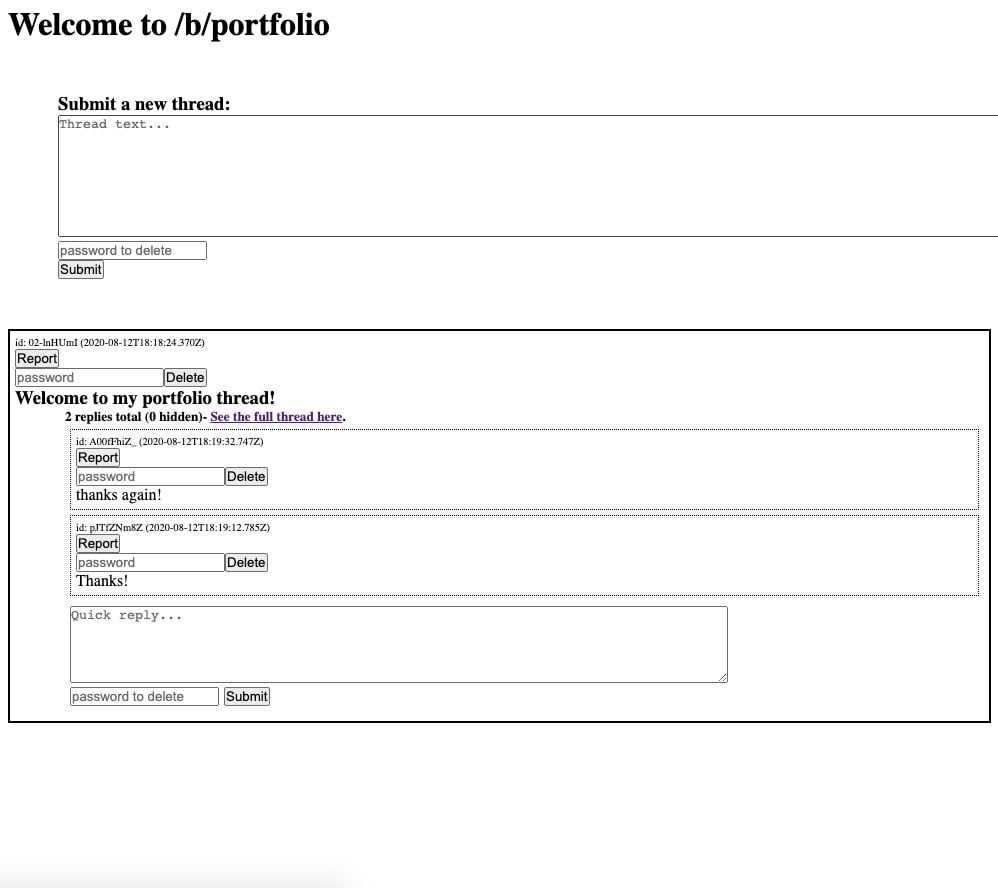 Welcome to /b/portfolio
Submit a new thread:
Thread text...
password to delete
Submit
id: 02-lnHUmI (2020-08-12T18:18:24.370Z)
Report
password Delete
Welcome to my portfolio thread!
2 replies total (0 hidden)- See the full thread here.
id: A00fFhiZ_ (2020-08-12T18:19:32.747Z)
Report
password Delete
thanks again!
id: pJTfZNm8Z (2020-08-12T18:19:12.785Z)
Report
password Delete
Thanks!
Quick reply...
password to delete Submit